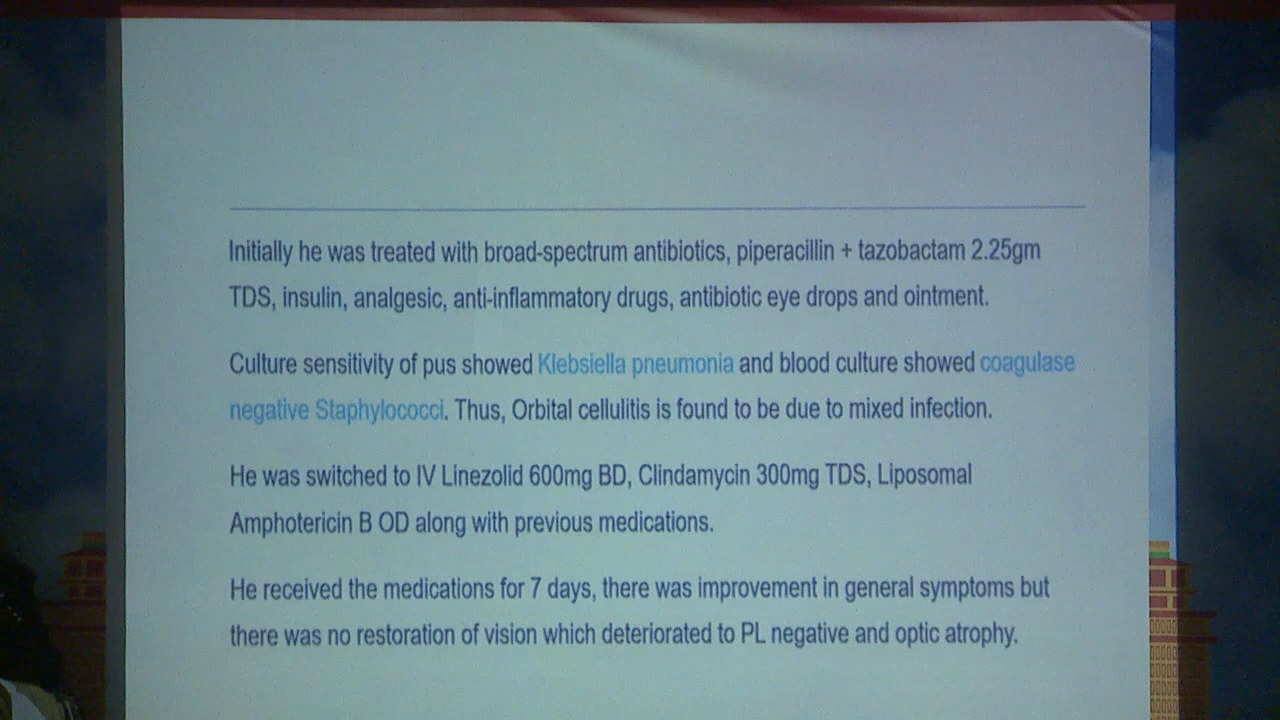 Initially he was treated with broad-spectrum antibiotics, piperacillin + tazobactam 2.25gm
TDS, insulin, analgesic, anti-inflammatory drugs, antibiotic eye drops and ointment.
Culture sensitivity of pus showed Klebsiella pneumonia and blood culture showed coagulase
negative Staphylococci. Thus, Orbital cellulitis is found to be due to mixed infection.
He was switched to IV Linezolid 600mg BD, Clindamycin 300mg TDS, Liposomal
Amphotericin B OD along with previous medications.
He received the medications for 7 days, there was improvement in general symptoms but
there was no restoration of vision which deteriorated to PL negative and optic atrophy.